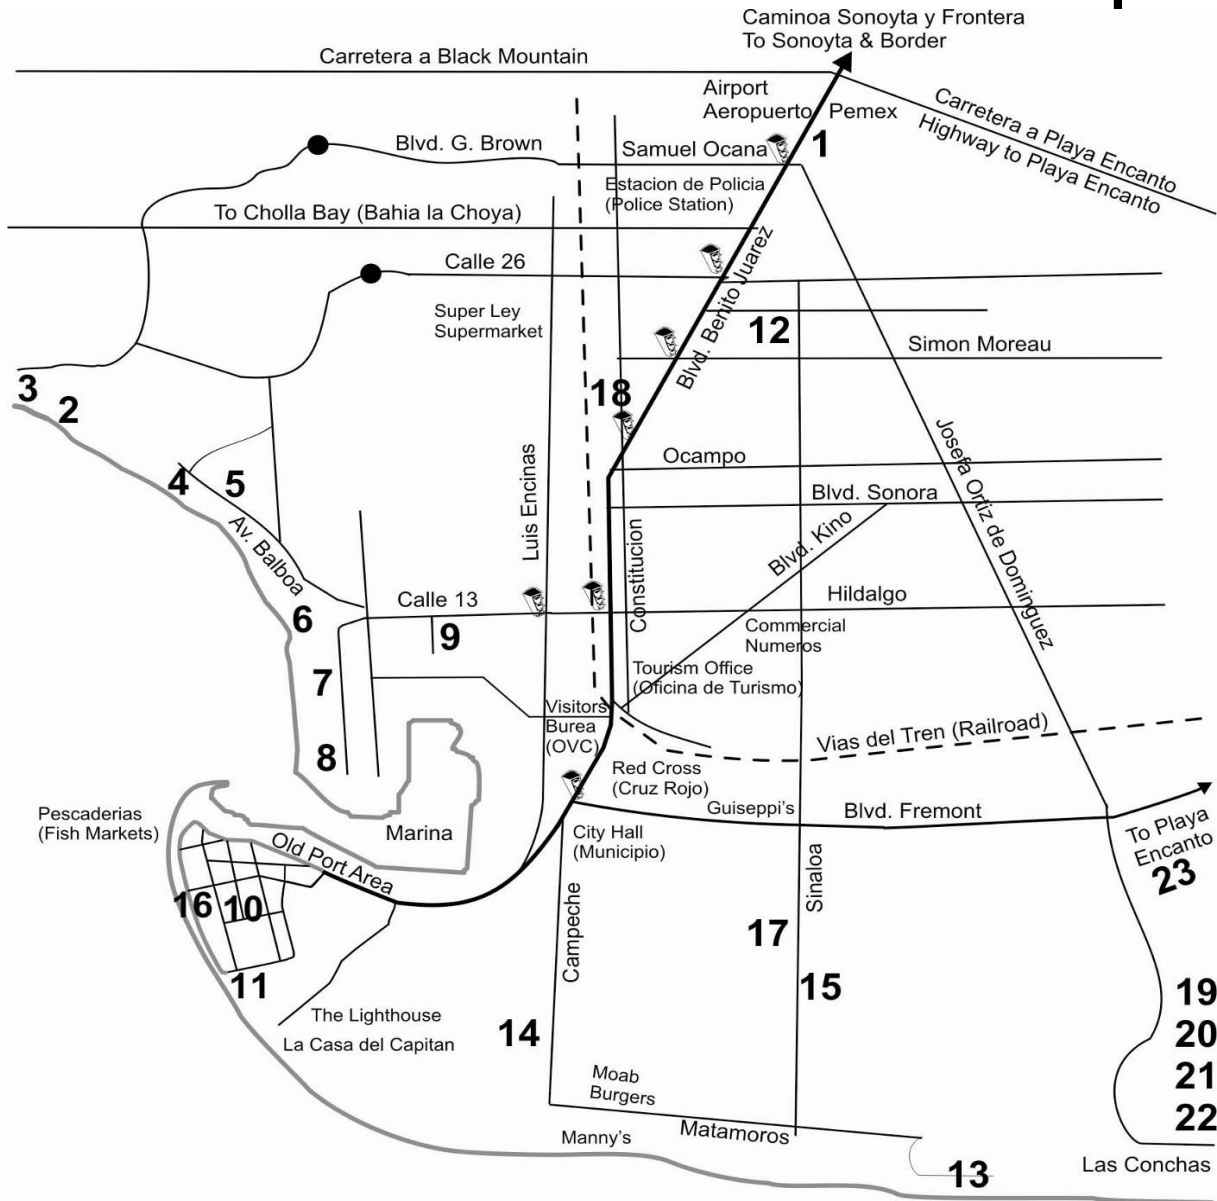 Caminoa Sonoyta y Frontera
To Sonoyta & Border
Carretera a Black Mountain
Airport
Aeropuerto
Pemex
Carretera a Playa Encanto
Highway to Playa Encanto
1
Blvd. G. Brown
Samuel Ocana
Estacion de Policia
(Police Station)
To Cholla Bay (Bahia la Choya)
Blvd. Benito Juarez
Calle 26
Super Ley
Supermarket
12
Simon Moreau
3
2
18
Josefa Ortiz de Dominguez
Ocampo
4
5
Luis Encinas
Blvd. Sonora
Av. Balboa
Blvd. Kino
Constitucion
Calle 13
Hildalgo
6
9
Commercial
Numeros
7
Tourism Office
(Oficina de Turismo)
Visitors
Burea
(OVC)
Vias del Tren (Railroad)
8
Red Cross
(Cruz Rojo)
Guiseppi's
Blvd. Fremont
Pescaderias
(Fish Markets)
Marina
City Hall
(Municipio)
To Playa
Encanto
23
Old Port Area
16
10
Campeche
Sinaloa
17
11
15
19
The Lighthouse
14
20
La Casa del Capitan
21
Moab
Burgers
22
Manny's
Matamoros
13
Las Conchas